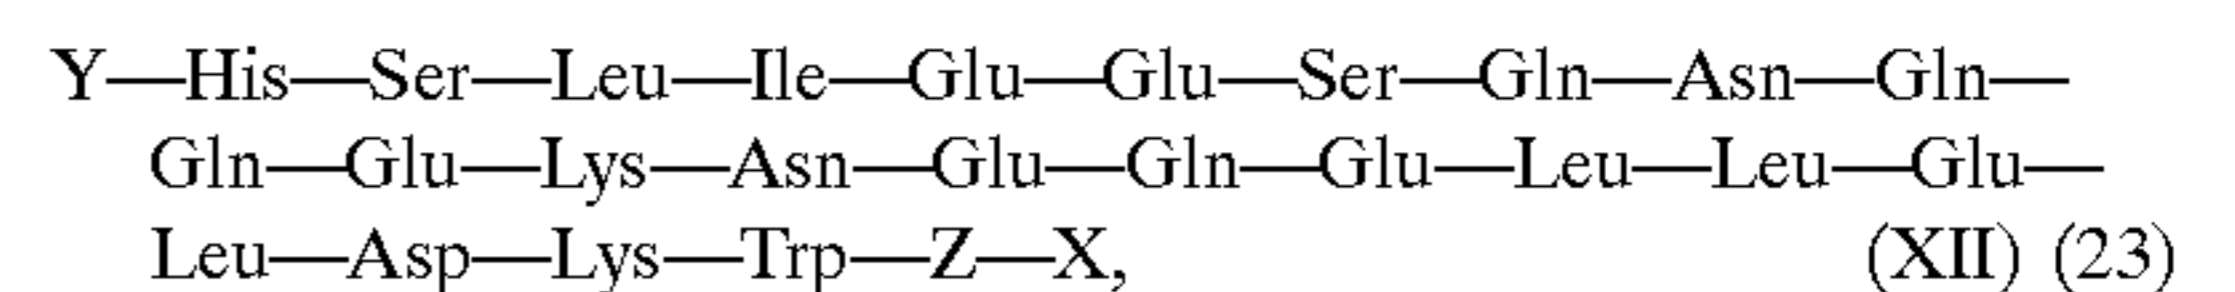 Y—His—Ser—Leu—Ile—Glu—Glu—Ser—Gln—Asn—Gln—
Gln—Glu—Lys—Asn—Glu—Gln—Glu—Leu—Leu—Glu—
Leu—Asp—Lys—Trp—Z—X, (XII) (23)